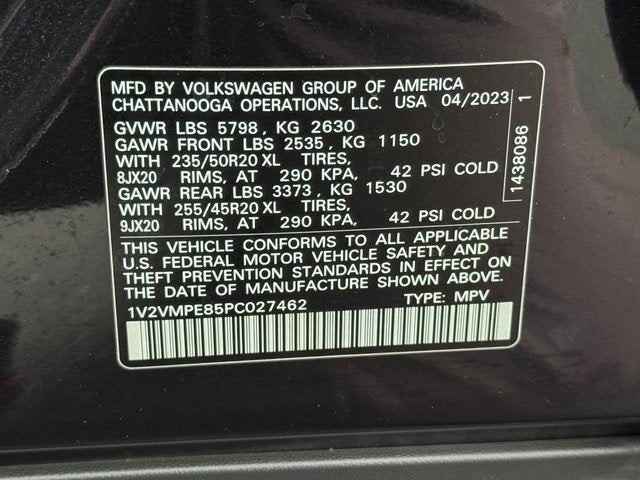 MFD BY VOLKSWAGEN GROUP OF AMERICA
CHATTANOOGA OPERATIONS, LLC. USA 04/2023
GVWR LBS 5798, KG 2630
GAWR FRONT LBS 2535, KG 1150
WITH 235/50R20 XL TIRES,
8JX20 RIMS, AT 290 KPA, 42 PSI COLD
GAWR REAR LBS 3373, KG 1530
WITH 255/45R20 XL TIRES,
9JX20 RIMS, AT 290 KPA, 42 PSI COLD
THIS VEHICLE CONFORMS TO ALL APPLICABLE
U.S. FEDERAL MOTOR VEHICLE SAFETY AND
THEFT PREVENTION STANDARDS IN EFFECT ON
THE DATE OF MANUFACTURE SHOWN ABOVE.
1V2VMPE85PC027462 TYPE: MPV
1438086 1